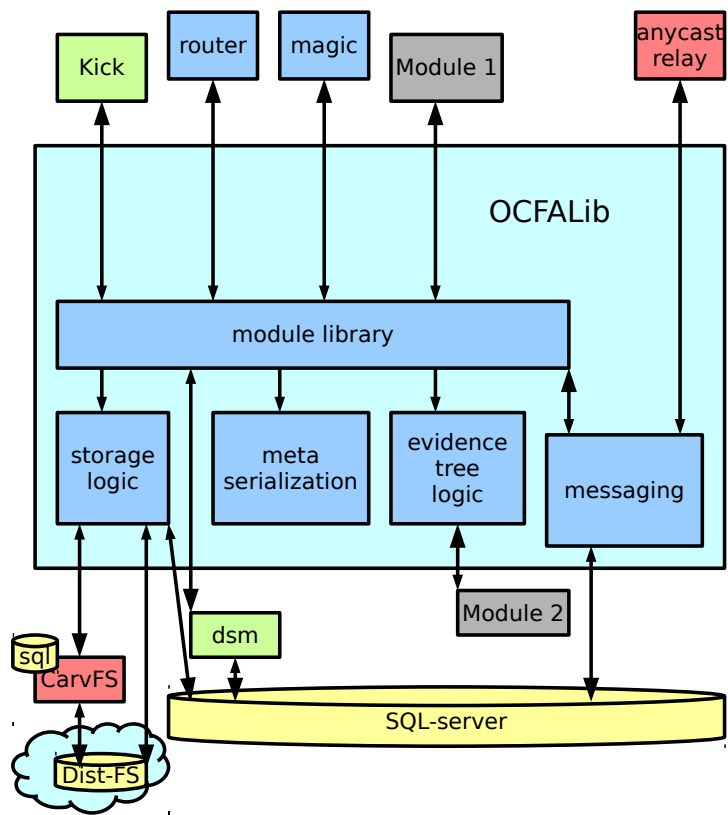 Kick
router
magic
Module 1
anycast
relay
OCFALib
module library
storage
logic
meta
serialization
evidence
tree
logic
messaging
Module 2
dsm
sql
CarvFS
SQL-server
Dist-FS